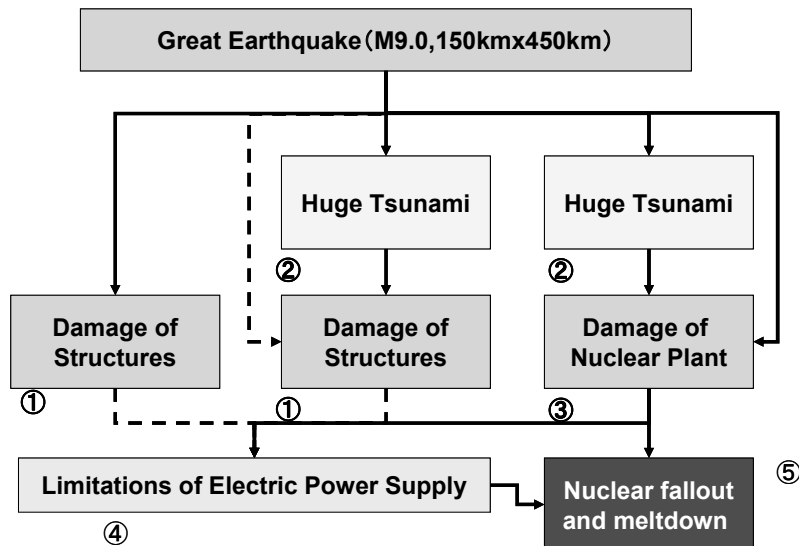 Great Earthquake（M9.0,150kmx450km）
Huge Tsunami
Huge Tsunami
②
②
Damage of
Structures
Damage of
Structures
Damage of
Nuclear Plant
①
①
③
Limitations of Electric Power Supply
④
Nuclear fallout
and meltdown
⑤